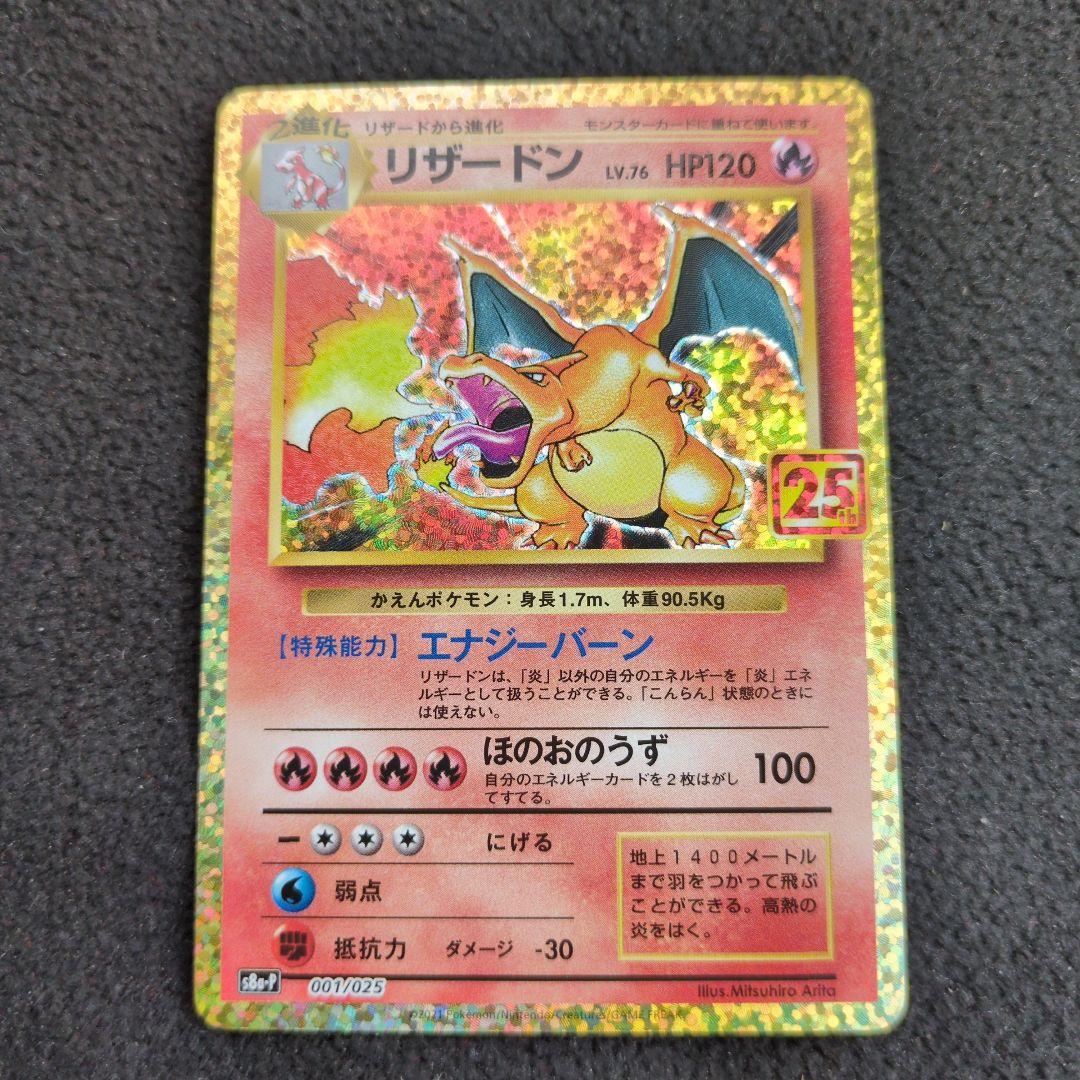 2進化 リザードから進化 モンスターカードに重ねて使います。
リザードン LV.76 HP120
25th
かえんポケモン：身長1.7m、体重90.5Kg
【特殊能力】エナジーバーン
リザードンは、「炎」以外の自分のエネルギーを「炎」エネ
ルギーとして扱うことができる。「こんらん」状態のときに
は使えない。
ほのおのうず 100
自分のエネルギーカードを２枚はがし
てすてる。
ー にげる
弱点
抵抗力 ダメージ -30
地上１４００メートル
まで羽をつかって飛ぶ
ことができる。高熱の
炎をはく。
s8a-P 001/025
Illus.Mitsuhiro Arita
©2021 Pokémon/Nintendo/Creatures/GAME FREAK.